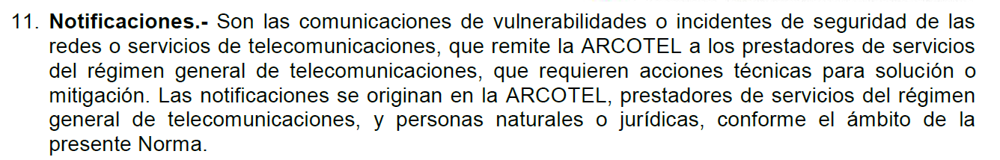 11. Notificaciones.- Son las comunicaciones de vulnerabilidades o incidentes de seguridad de las
redes o servicios de telecomunicaciones, que remite la ARCOTEL a los prestadores de servicios
del régimen general de telecomunicaciones, que requieren acciones técnicas para solución o
mitigación. Las notificaciones se originan en la ARCOTEL, prestadores de servicios del régimen
general de telecomunicaciones, y personas naturales o jurídicas, conforme el ámbito de la
presente Norma.